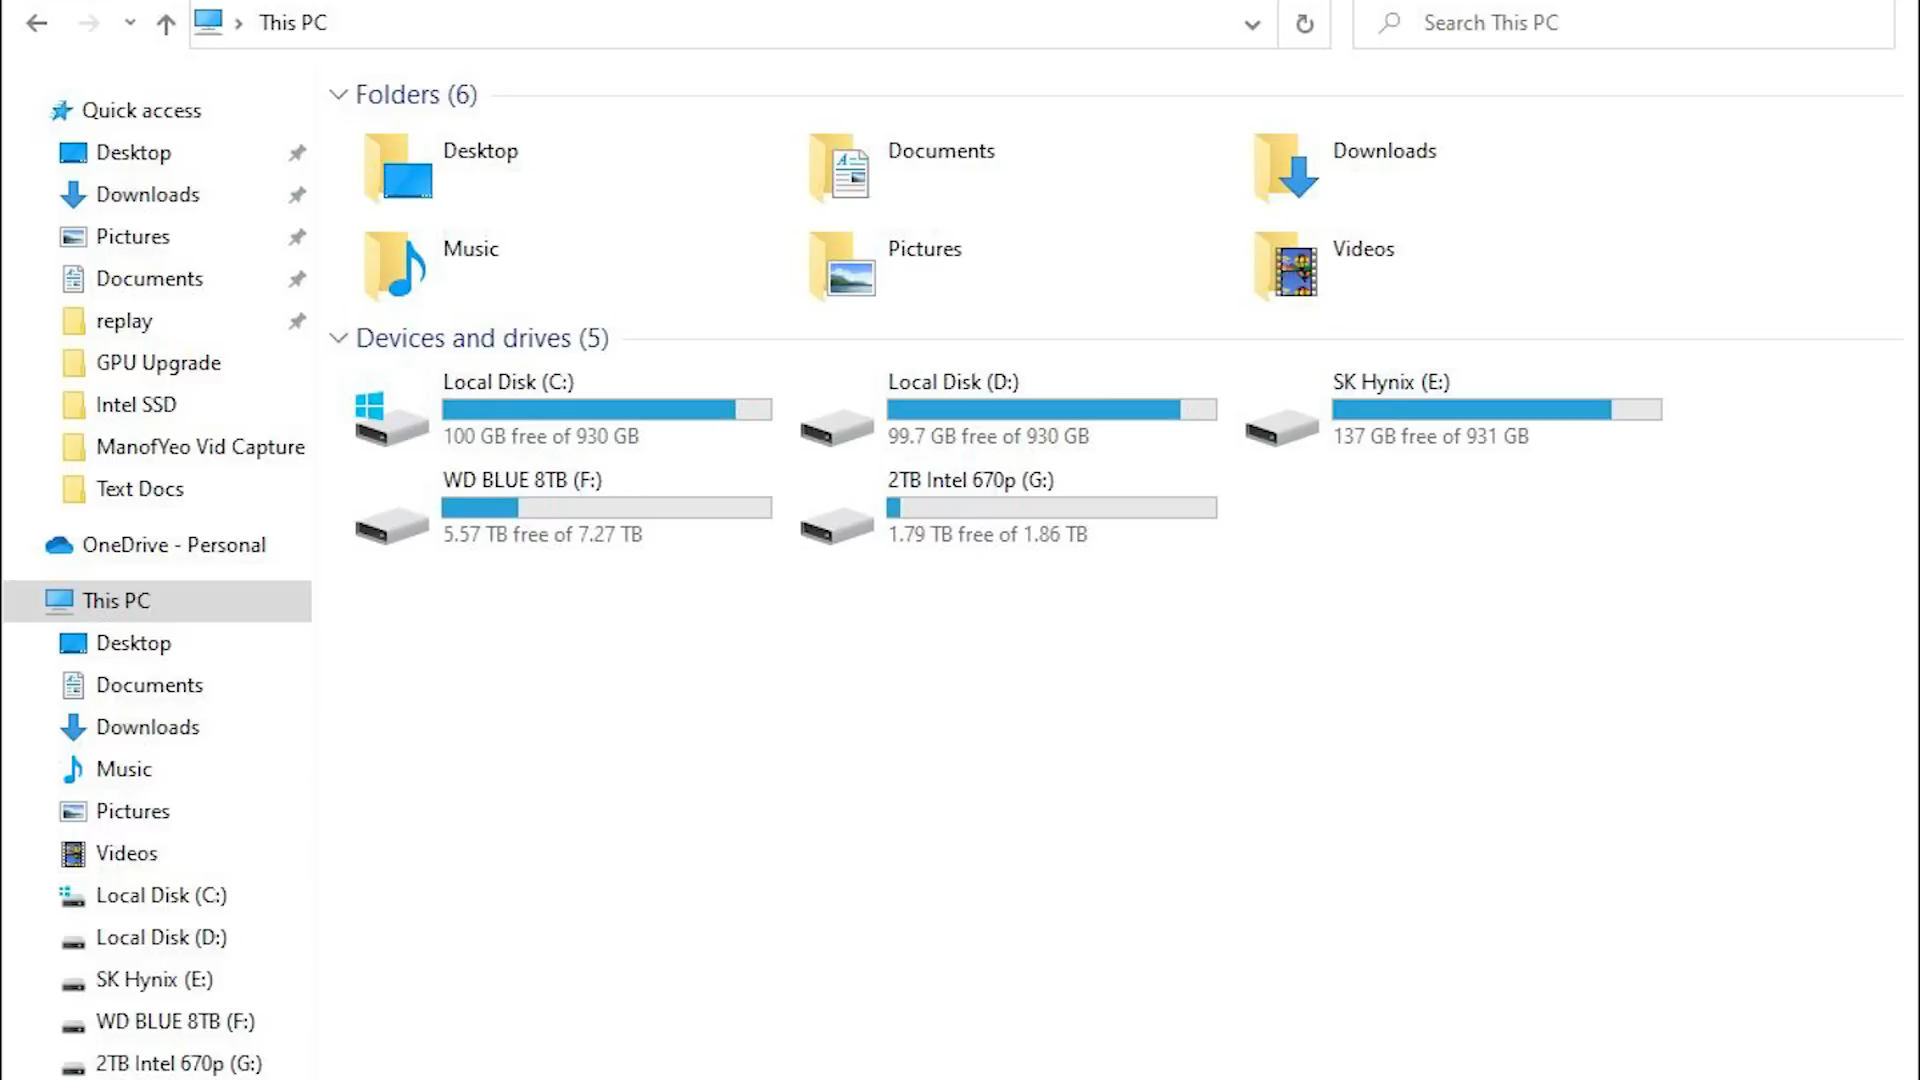 This PC
Search This PC
Quick access
Desktop
Downloads
Pictures
Documents
replay
GPU Upgrade
Intel SSD
ManofYeo Vid Capture
Text Docs
OneDrive - Personal
This PC
Desktop
Documents
Downloads
Music
Pictures
Videos
Local Disk (C:)
Local Disk (D:)
SK Hynix (E:)
WD BLUE 8TB (F:)
2TB Intel 670p (G:)
Folders (6)
Desktop
Documents
Downloads
Music
Pictures
Videos
Devices and drives (5)
Local Disk (C:)
100 GB free of 930 GB
Local Disk (D:)
99.7 GB free of 930 GB
SK Hynix (E:)
137 GB free of 931 GB
WD BLUE 8TB (F:)
5.57 TB free of 7.27 TB
2TB Intel 670p (G:)
1.79 TB free of 1.86 TB